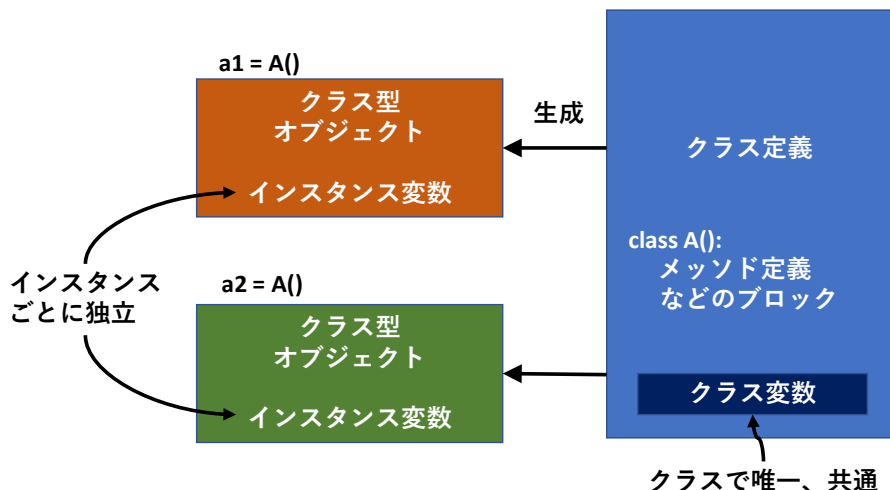 a1 = A()
クラス型
オブジェクト
インスタンス変数
生成
クラス定義
class A():
メッソド定義
などのブロック
インスタンス
ごとに独立
a2 = A()
クラス型
オブジェクト
インスタンス変数
クラス変数
クラスで唯一、共通